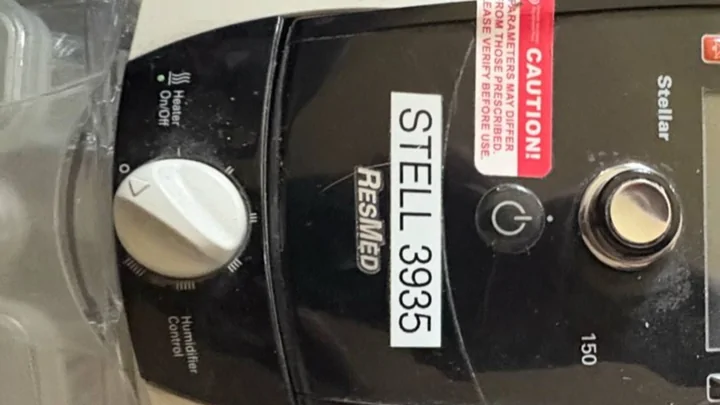 CAUTION!
PARAMETERS MAY DIFFER
FROM THOSE PRESCRIBED.
PLEASE VERIFY BEFORE USE.
Stellar
150
STELL 3935
RESMED
Heater
On/Off
Humidifier
Control